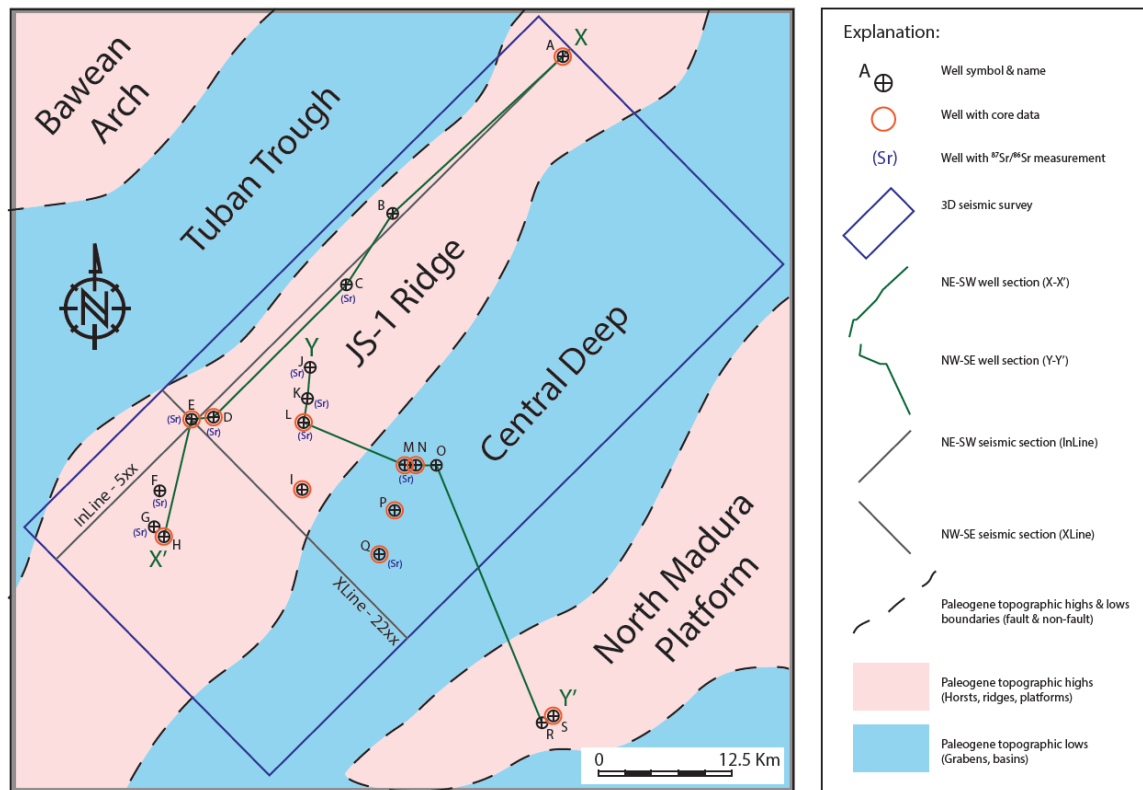 Bawean
Arch
Tuban Trough
A
X
B
C
(Sr)
JS-1 Ridge
Y
J
(Sr)
K
(Sr)
L
(Sr)
N
E
(Sr)
D
(Sr)
M N O
(Sr)
Central Deep
InLine - 5xx
F
(Sr)
G
(Sr)
H
X'
I
P
Q
(Sr)
XLine - 22xx
North Madura
Platform
Y'
R
S
0 12.5 Km
Explanation:
A
Well symbol & name
Well with core data
(Sr)
Well with ⁸⁷Sr/⁸⁶Sr measurement
3D seismic survey
NE-SW well section (X-X')
NW-SE well section (Y-Y')
NE-SW seismic section (InLine)
NW-SE seismic section (XLine)
Paleogene topographic highs & lows
boundaries (fault & non-fault)
Paleogene topographic highs
(Horsts, ridges, platforms)
Paleogene topographic lows
(Grabens, basins)